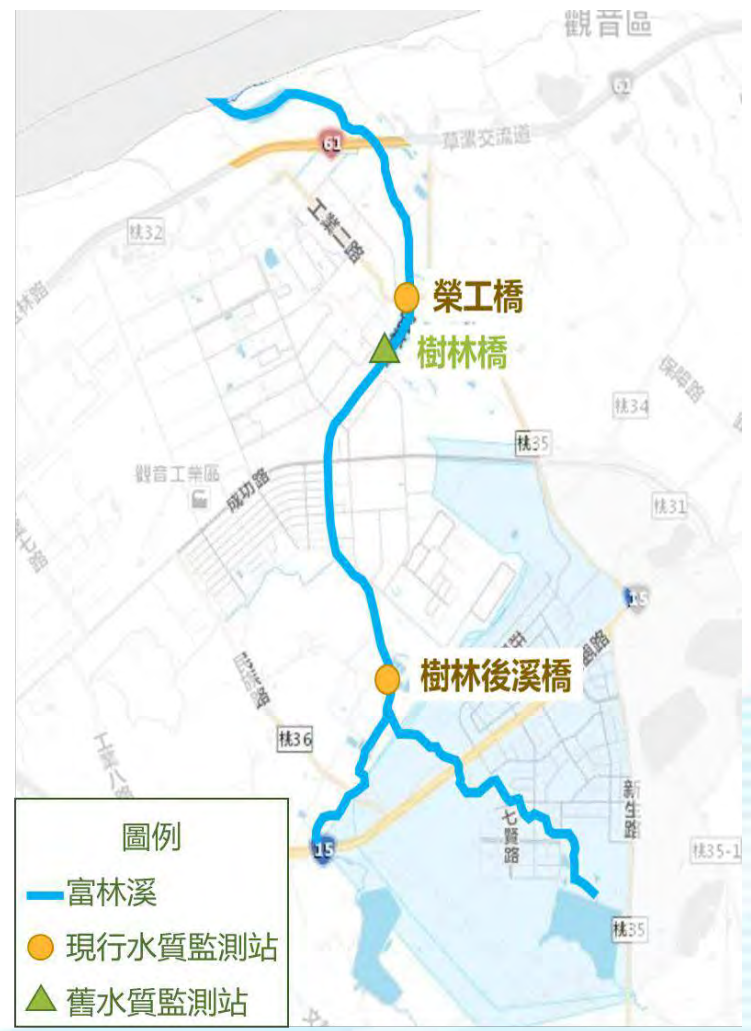 觀音區
61
61
草漯交流道
工業二路
桃32
榮工橋
樹林橋
桃34
桃35
觀音工業區
成功路
桃31
15
樹林後溪橋
桃36
工業八路
新生路
七賢路
桃35-1
15
桃35
圖例
富林溪
現行水質監測站
舊水質監測站